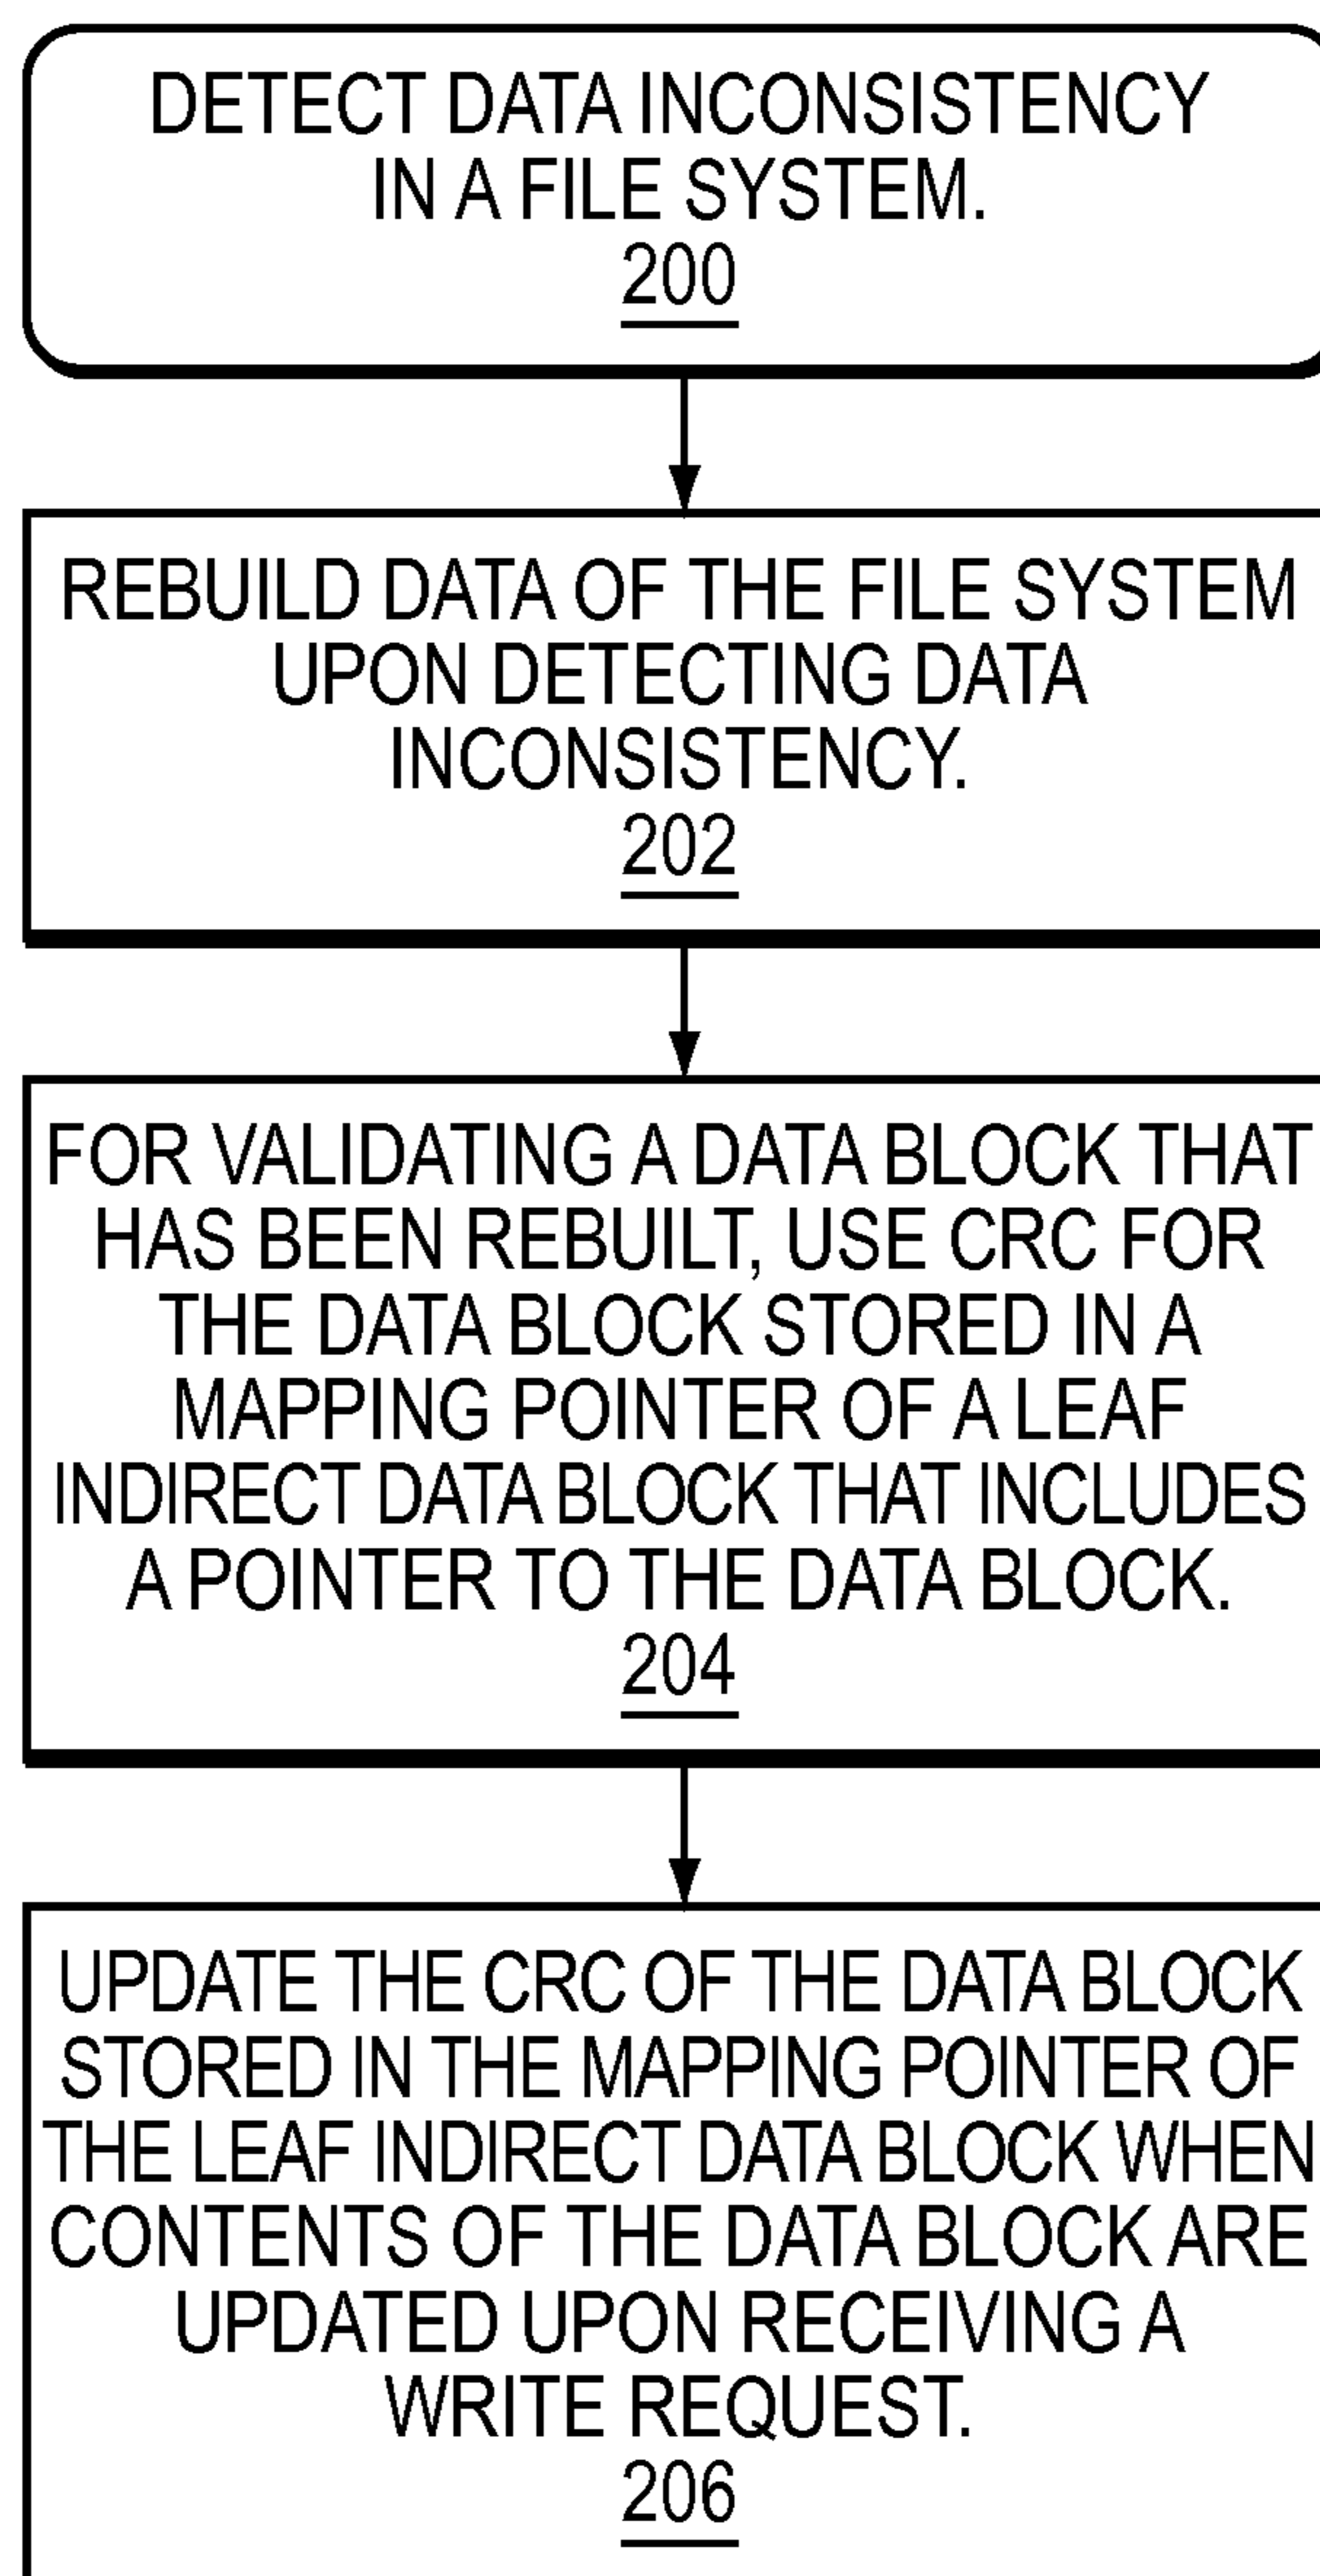 DETECT DATA INCONSISTENCY
IN A FILE SYSTEM.
200
REBUILD DATA OF THE FILE SYSTEM
UPON DETECTING DATA
INCONSISTENCY.
202
FOR VALIDATING A DATA BLOCK THAT
HAS BEEN REBUILT, USE CRC FOR
THE DATA BLOCK STORED IN A
MAPPING POINTER OF A LEAF
INDIRECT DATA BLOCK THAT INCLUDES
A POINTER TO THE DATA BLOCK.
204
UPDATE THE CRC OF THE DATA BLOCK
STORED IN THE MAPPING POINTER OF
THE LEAF INDIRECT DATA BLOCK WHEN
CONTENTS OF THE DATA BLOCK ARE
UPDATED UPON RECEIVING A
WRITE REQUEST.
206